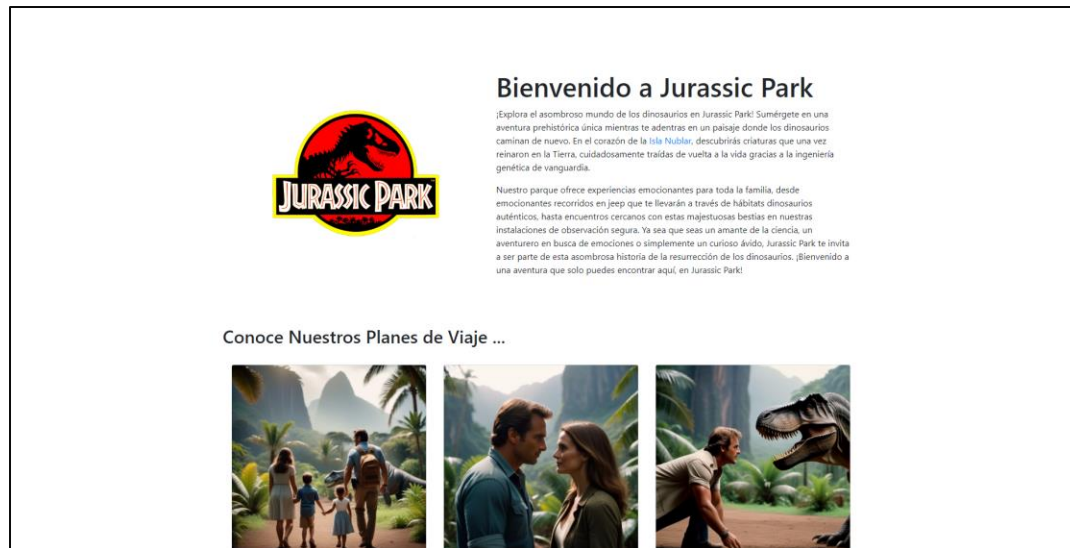 Bienvenido a Jurassic Park
¡Explora el asombroso mundo de los dinosaurios en Jurassic Park! Sumérgete en una
aventura prehistórica única mientras te adentras en un paisaje donde los dinosaurios
caminan de nuevo. En el corazón de la Isla Nublar, descubrirás criaturas que una vez
reinaron en la Tierra, cuidadosamente traídas de vuelta a la vida gracias a la ingeniería
genética de vanguardia.
JURASSIC PARK
Nuestro parque ofrece experiencias emocionantes para toda la familia, desde
emocionantes recorridos en jeep que te llevarán a través de hábitats dinosaurios
auténticos, hasta encuentros cercanos con estas majestuosas bestias en nuestras
instalaciones de observación segura. Ya sea que seas un amante de la ciencia, un
aventurero en busca de emociones o simplemente un curioso ávido, Jurassic Park te invita
a ser parte de esta asombrosa historia de la resurrección de los dinosaurios. ¡Bienvenido a
una aventura que solo puedes encontrar aquí, en Jurassic Park!
Conoce Nuestros Planes de Viaje ...